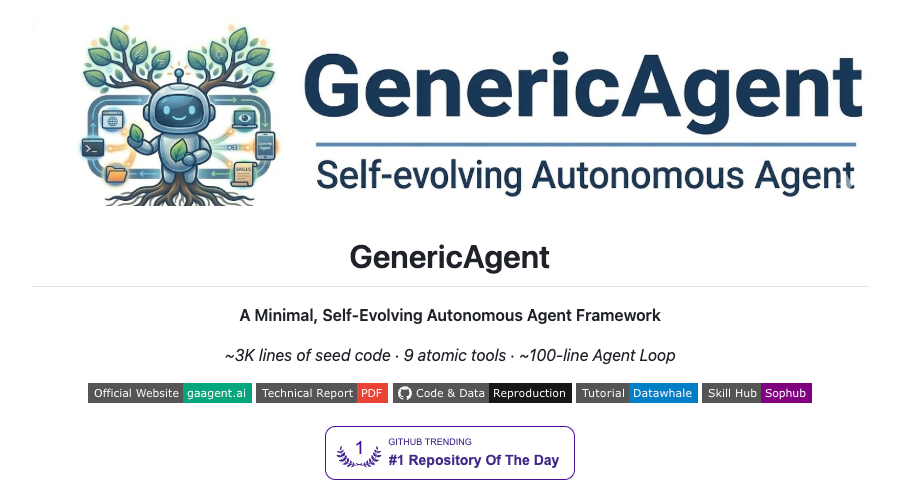 GenericAgent
Self-evolving Autonomous Agent
GenericAgent
A Minimal, Self-Evolving Autonomous Agent Framework
~3K lines of seed code · 9 atomic tools · ~100-line Agent Loop
Official Website gaagent.ai Technical Report PDF Code & Data Reproduction Tutorial Datawhale Skill Hub Sophub
1
GITHUB TRENDING
#1 Repository Of The Day